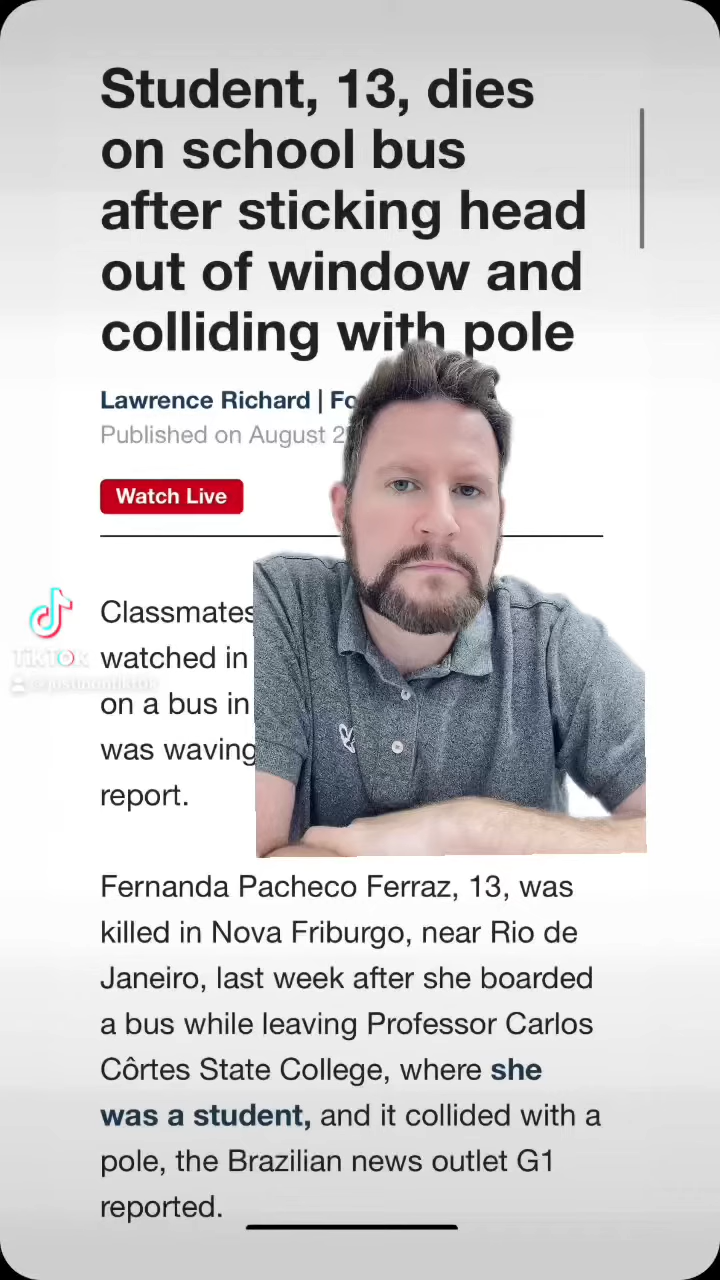 Student, 13, dies
on school bus
after sticking head
out of window and
colliding with pole
Lawrence Richard | Fo
Published on August 2
Watch Live
Classmates
watched in
on a bus in
was waving
report.
TikTok
@justinontiktok
Fernanda Pacheco Ferraz, 13, was
killed in Nova Friburgo, near Rio de
Janeiro, last week after she boarded
a bus while leaving Professor Carlos
Côrtes State College, where she
was a student, and it collided with a
pole, the Brazilian news outlet G1
reported.